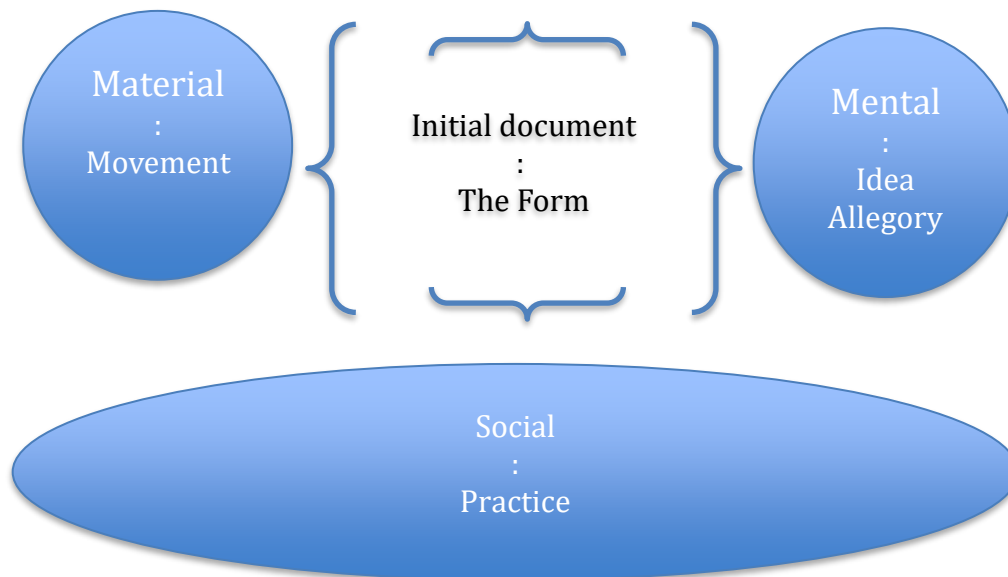 Material
:
Movement
Initial document
:
The Form
Mental
:
Idea
Allegory
Social
:
Practice